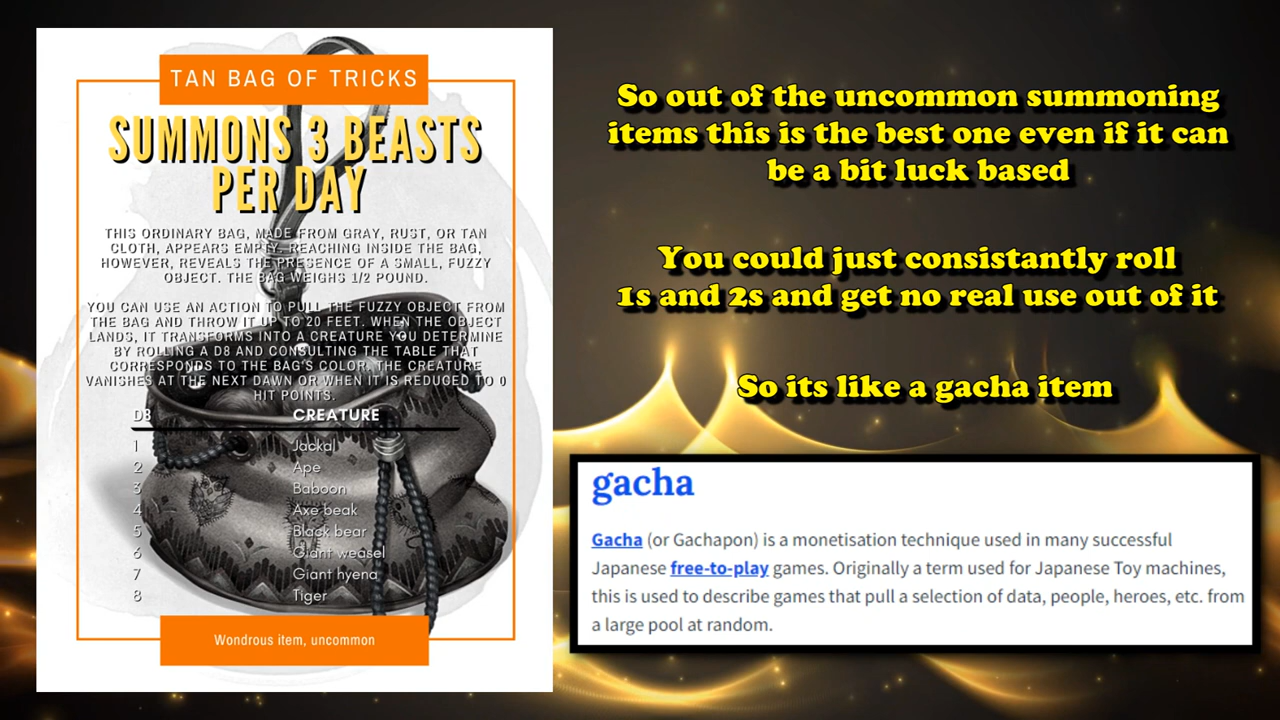 TAN BAG OF TRICKS
SUMMONS 3 BEASTS
PER DAY
THIS ORDINARY BAG, MADE FROM GRAY, RUST, OR TAN
CLOTH, APPEARS EMPTY. REACHING INSIDE THE BAG,
HOWEVER, REVEALS THE PRESENCE OF A SMALL, FUZZY
OBJECT. THE BAG WEIGHS 1/2 POUND.
YOU CAN USE AN ACTION TO PULL THE FUZZY OBJECT FROM
THE BAG AND THROW IT UP TO 20 FEET. WHEN THE OBJECT
LANDS, IT TRANSFORMS INTO A CREATURE YOU DETERMINE
BY ROLLING A D8 AND CONSULTING THE TABLE THAT
CORRESPONDS TO THE BAG'S COLOR. THE CREATURE
VANISHES AT THE NEXT DAWN OR WHEN IT IS REDUCED TO 0
HIT POINTS.
D8 CREATURE
1 Jackal
2 Ape
3 Baboon
4 Axe beak
5 Black bear
6 Giant weasel
7 Giant hyena
8 Tiger
Wondrous item, uncommon
So out of the uncommon summoning
items this is the best one even if it can
be a bit luck based
You could just consistantly roll
1s and 2s and get no real use out of it
So its like a gacha item
gacha
Gacha (or Gachapon) is a monetisation technique used in many successful
Japanese free-to-play games. Originally a term used for Japanese Toy machines,
this is used to describe games that pull a selection of data, people, heroes, etc. from
a large pool at random.